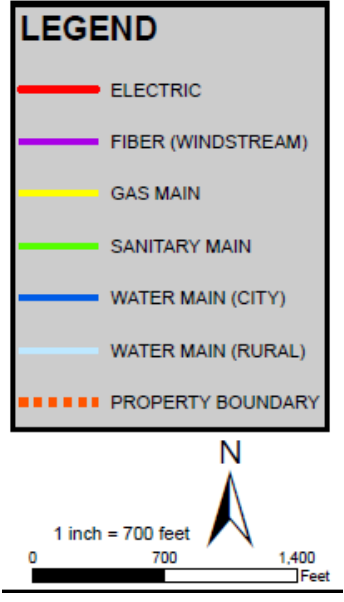 LEGEND
ELECTRIC
FIBER (WINDSTREAM)
GAS MAIN
SANITARY MAIN
WATER MAIN (CITY)
WATER MAIN (RURAL)
PROPERTY BOUNDARY
N
1 inch = 700 feet
0 700 1,400
Feet